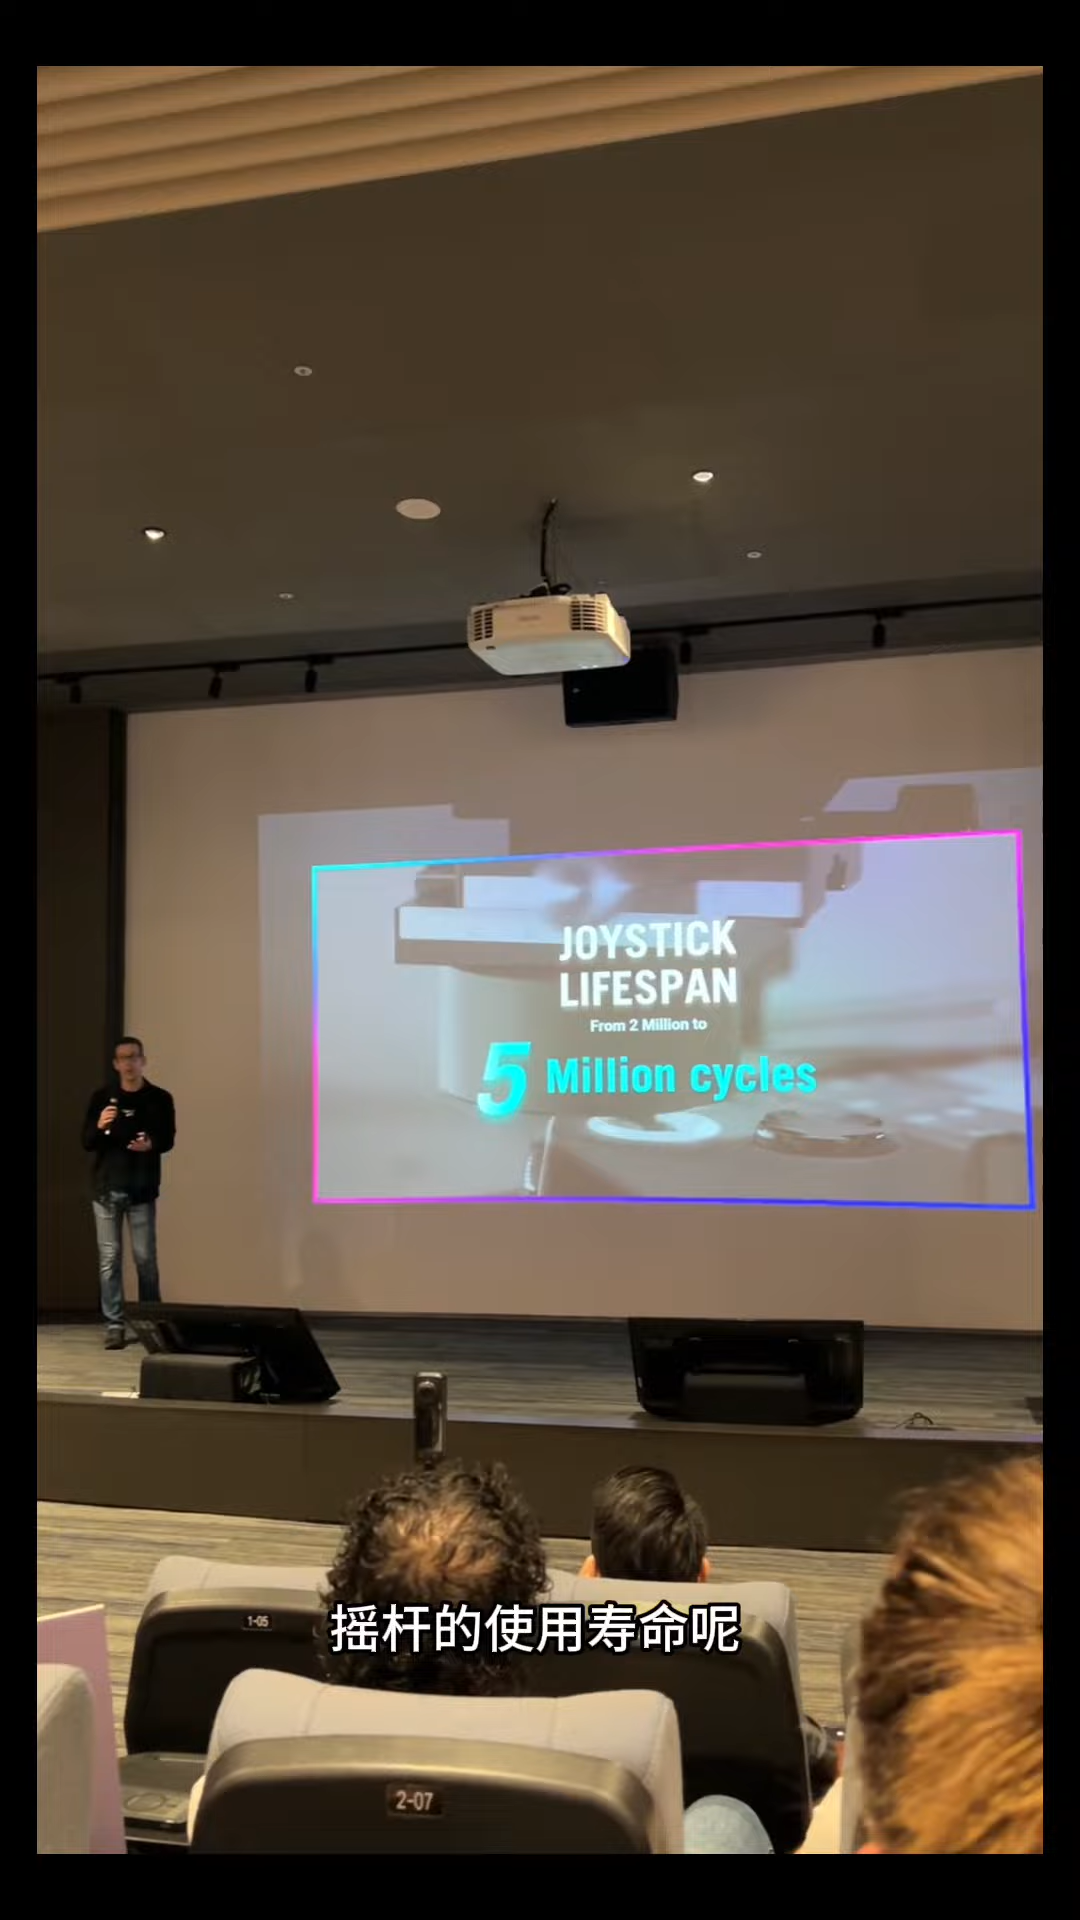 JOYSTICK
LIFESPAN
From 2 Million to
5 Million cycles
1-05
摇杆的使用寿命呢
2-07